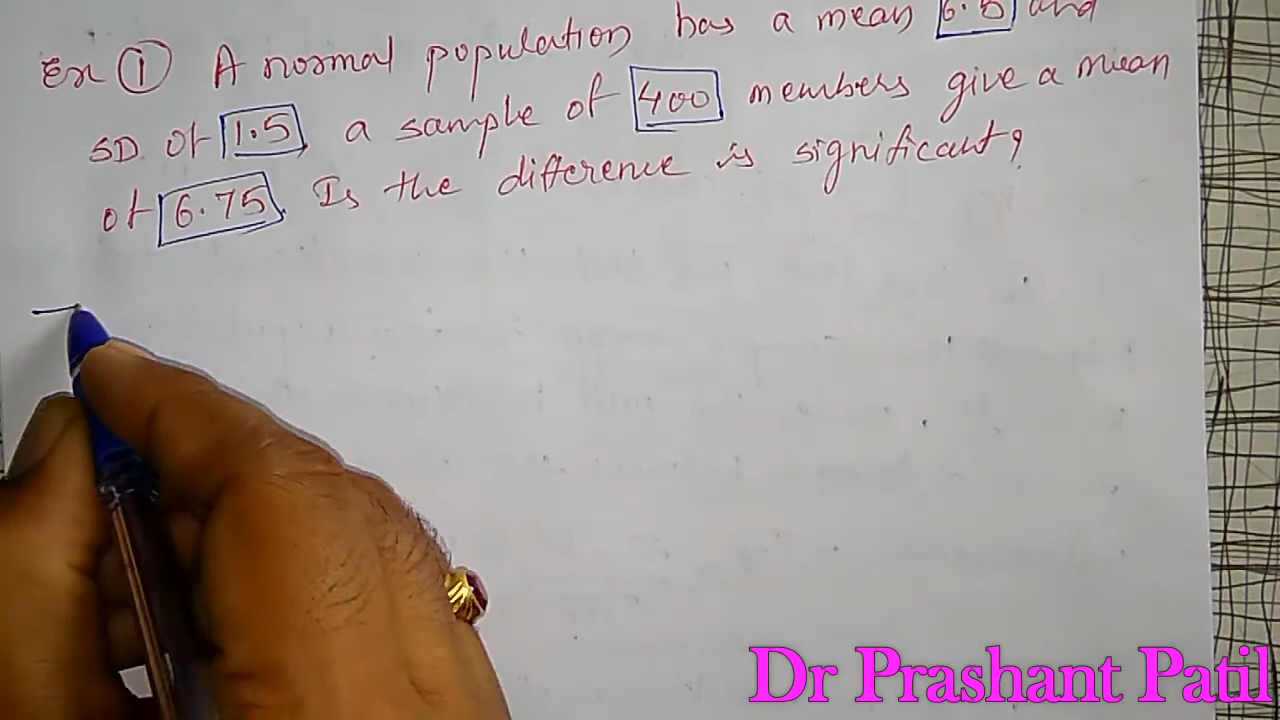 Ex ① A normal population has a mean 6.8 and
SD of 1.5, a sample of 400 members give a mean
of 6.75. Is the difference is significant?
Dr Prashant Patil